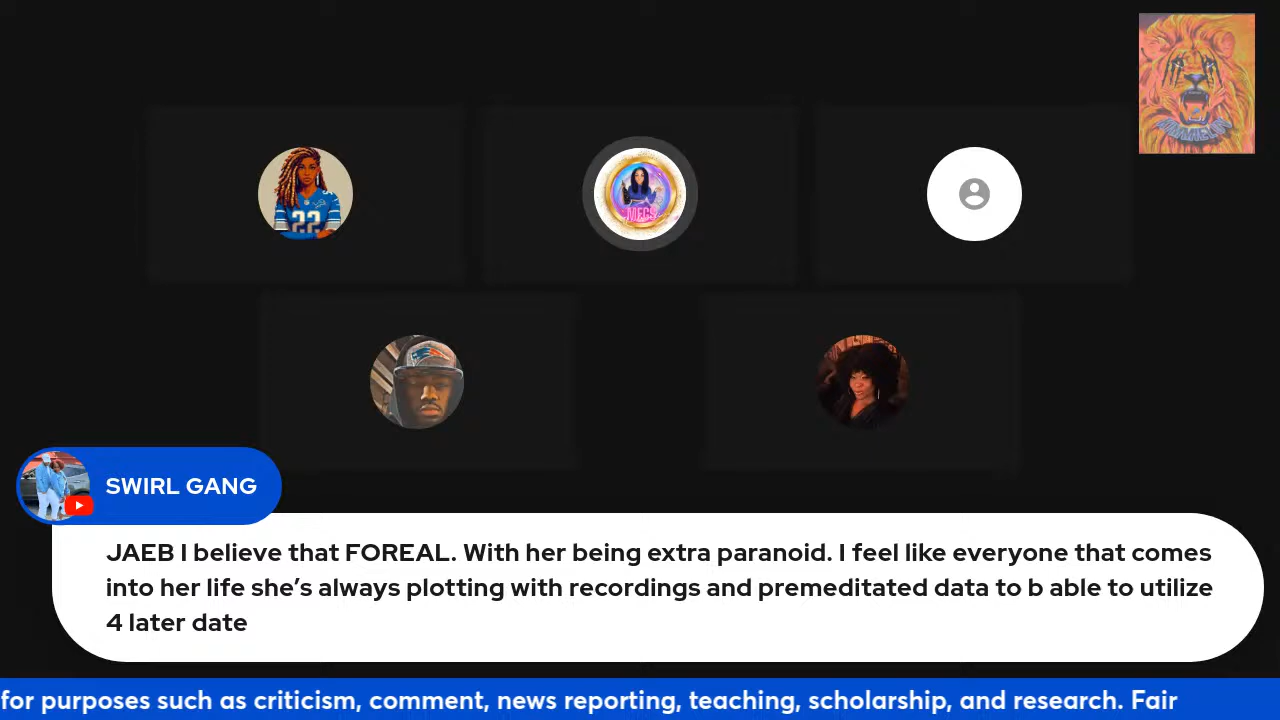 22
MECS
SWIRL GANG
JAEB I believe that FOREAL. With her being extra paranoid. I feel like everyone that comes
into her life she’s always plotting with recordings and premeditated data to b able to utilize
4 later date
for purposes such as criticism, comment, news reporting, teaching, scholarship, and research. Fair